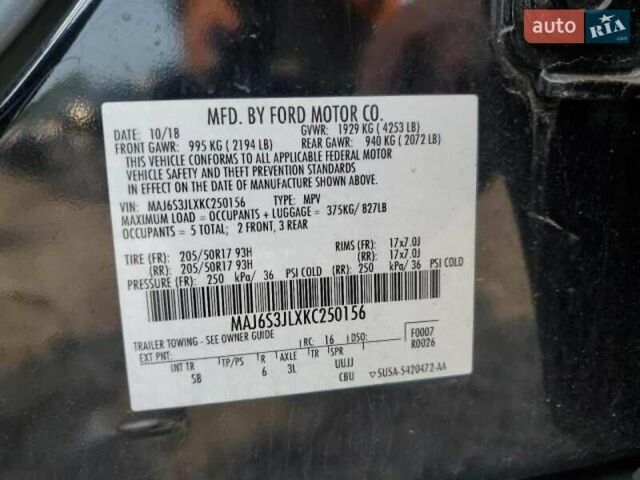 auto RIA
.com
MFD. BY FORD MOTOR CO.
DATE: 10/18 GVWR: 1929 KG ( 4253 LB)
FRONT GAWR: 995 KG ( 2194 LB) REAR GAWR: 940 KG ( 2072 LB)
THIS VEHICLE CONFORMS TO ALL APPLICABLE FEDERAL MOTOR
VEHICLE SAFETY AND THEFT PREVENTION STANDARDS
IN EFFECT ON THE DATE OF MANUFACTURE SHOWN ABOVE.
VIN: MAJ6S3JLXKC250156 TYPE: MPV
MAXIMUM LOAD = OCCUPANTS + LUGGAGE = 375KG/ 827LB
OCCUPANTS = 5 TOTAL; 2 FRONT, 3 REAR
TIRE (FR): 205/50R17 93H RIMS (FR): 17x7.0J
(RR): 205/50R17 93H (RR): 17x7.0J
PRESSURE (FR): 250 kPa/ 36 PSI COLD (RR): 250 kPa/ 36 PSI COLD
MAJ6S3JLXKC250156
TRAILER TOWING - SEE OWNER GUIDE
RC: 16 DSO:
F0007
R0026
EXT PNT: INT TR TP/PS R AXLE TR SPR
UUJJ
SB 6 3L CBU
5U5A-5420472-AA